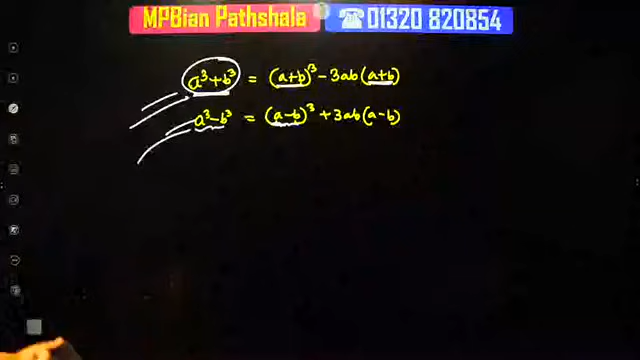 MPBian Pathshala ☎01320 820854
a³+b³ = (a+b)³-3ab(a+b)
a³-b³ = (a-b)³+3ab(a-b)